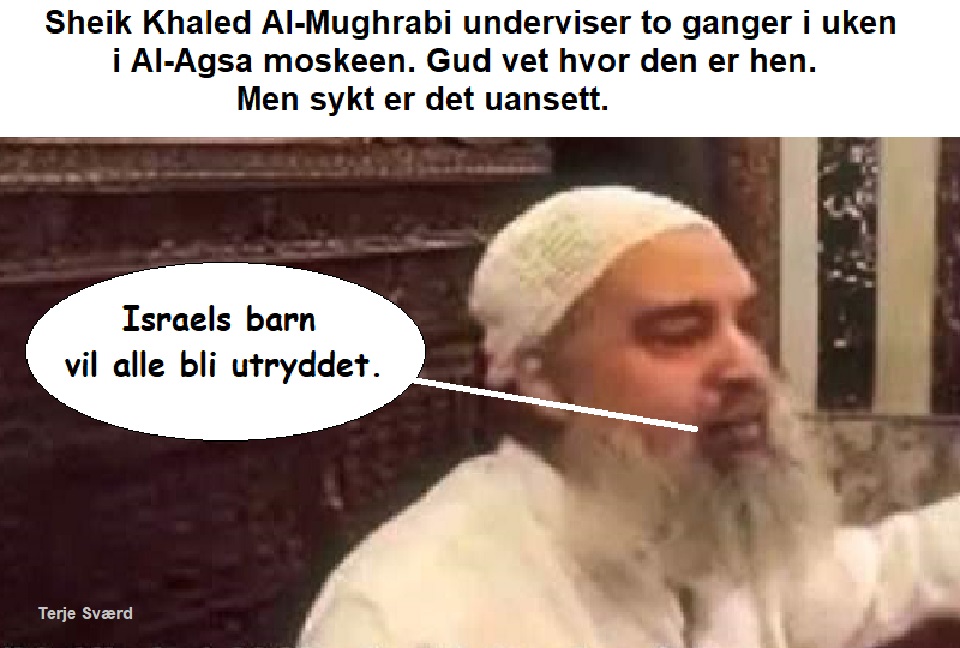 Sheik Khaled Al-Mughrabi underviser to ganger i uken
i Al-Agsa moskeen. Gud vet hvor den er hen.
Men sykt er det uansett.
Israels barn
vil alle bli utryddet.
Terje Sværd